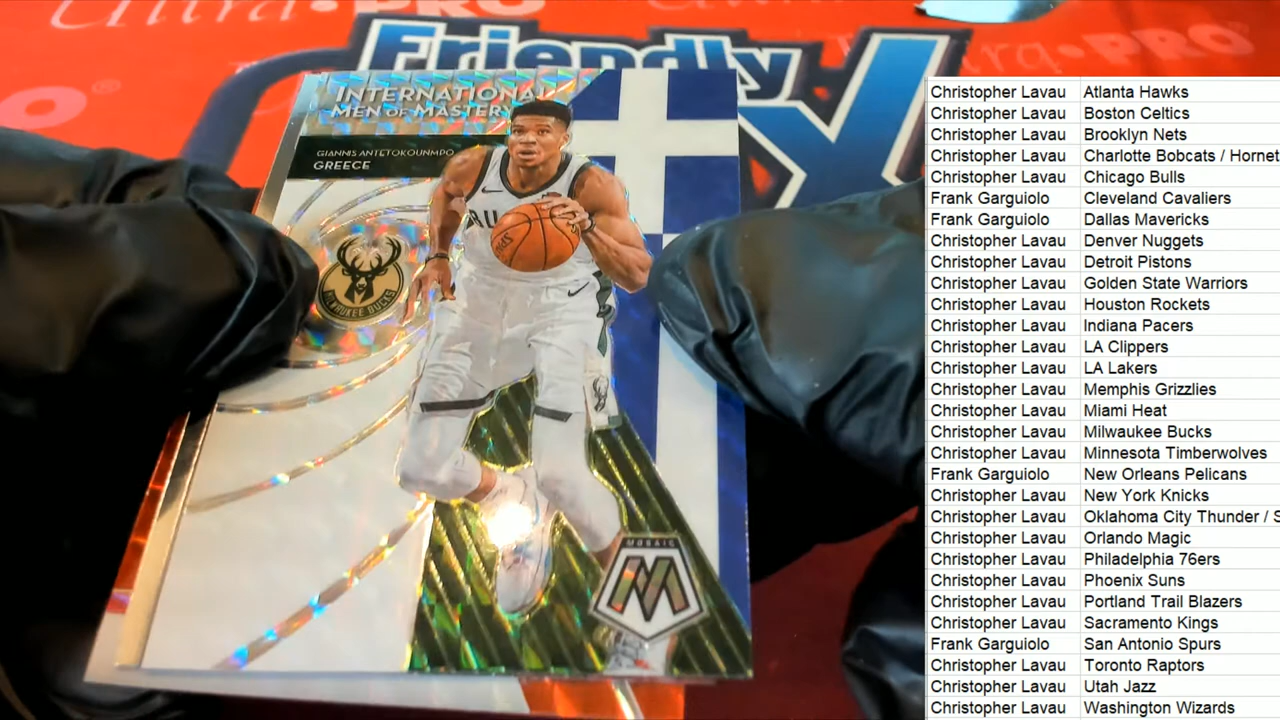 Ultra PRO
Friendly
Ultra•PRO
RO®
Y
INTERNATIONAL
MEN OF MASTERY
GIANNIS ANTETOKOUNMPO
GREECE
MOSAIC
M
Christopher Lavau Atlanta Hawks
Christopher Lavau Boston Celtics
Christopher Lavau Brooklyn Nets
Christopher Lavau Charlotte Bobcats / Hornet
Christopher Lavau Chicago Bulls
Frank Garguiolo Cleveland Cavaliers
Frank Garguiolo Dallas Mavericks
Christopher Lavau Denver Nuggets
Christopher Lavau Detroit Pistons
Christopher Lavau Golden State Warriors
Christopher Lavau Houston Rockets
Christopher Lavau Indiana Pacers
Christopher Lavau LA Clippers
Christopher Lavau LA Lakers
Christopher Lavau Memphis Grizzlies
Christopher Lavau Miami Heat
Christopher Lavau Milwaukee Bucks
Christopher Lavau Minnesota Timberwolves
Frank Garguiolo New Orleans Pelicans
Christopher Lavau New York Knicks
Christopher Lavau Oklahoma City Thunder / S
Christopher Lavau Orlando Magic
Christopher Lavau Philadelphia 76ers
Christopher Lavau Phoenix Suns
Christopher Lavau Portland Trail Blazers
Christopher Lavau Sacramento Kings
Frank Garguiolo San Antonio Spurs
Christopher Lavau Toronto Raptors
Christopher Lavau Utah Jazz
Christopher Lavau Washington Wizards